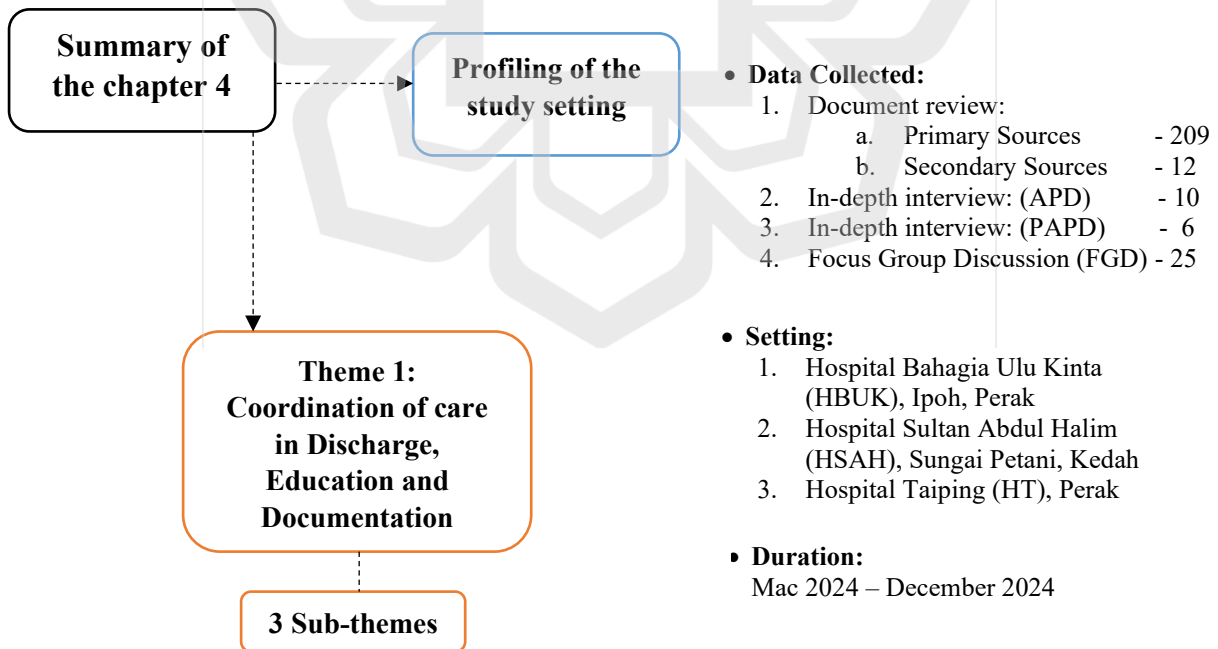 Summary of
the chapter 4
Profiling of the
study setting
• Data Collected:
1. Document review:
a. Primary Sources - 209
b. Secondary Sources - 12
2. In-depth interview: (APD) - 10
3. In-depth interview: (PAPD) - 6
4. Focus Group Discussion (FGD) - 25
• Setting:
1. Hospital Bahagia Ulu Kinta
(HBUK), Ipoh, Perak
2. Hospital Sultan Abdul Halim
(HSAH), Sungai Petani, Kedah
3. Hospital Taiping (HT), Perak
• Duration:
Mac 2024 – December 2024
Theme 1:
Coordination of care
in Discharge,
Education and
Documentation
3 Sub-themes